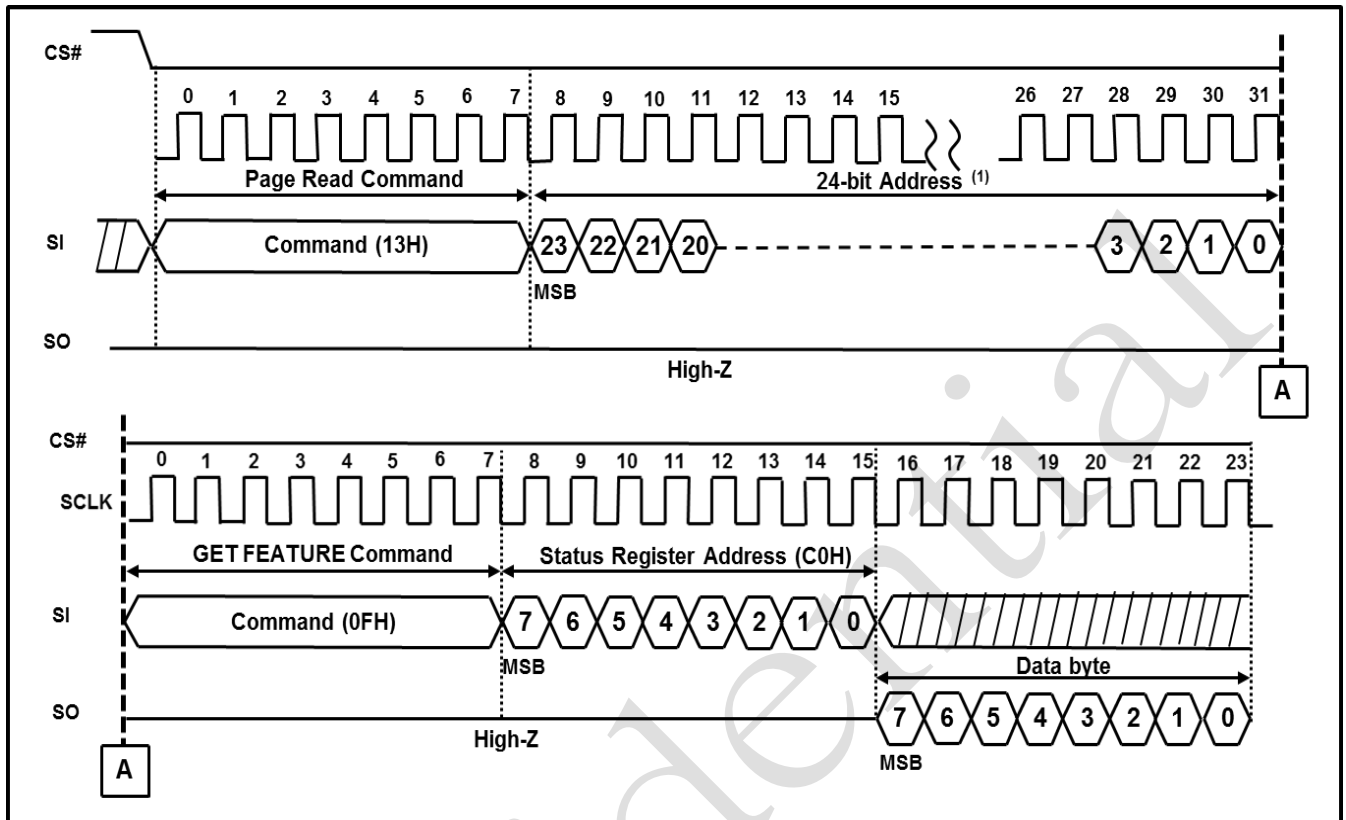 CS#
0 1 2 3 4 5 6 7 8 9 10 11 12 13 14 15 26 27 28 29 30 31
Page Read Command 24-bit Address (1)
SI Command (13H) 23 22 21 20 3 2 1 0
MSB
SO
High-Z
A
CS#
0 1 2 3 4 5 6 7 8 9 10 11 12 13 14 15 16 17 18 19 20 21 22 23
SCLK
GET FEATURE Command Status Register Address (C0H)
SI Command (0FH) 7 6 5 4 3 2 1 0
MSB Data byte
SO 7 6 5 4 3 2 1 0
High-Z
MSB
A